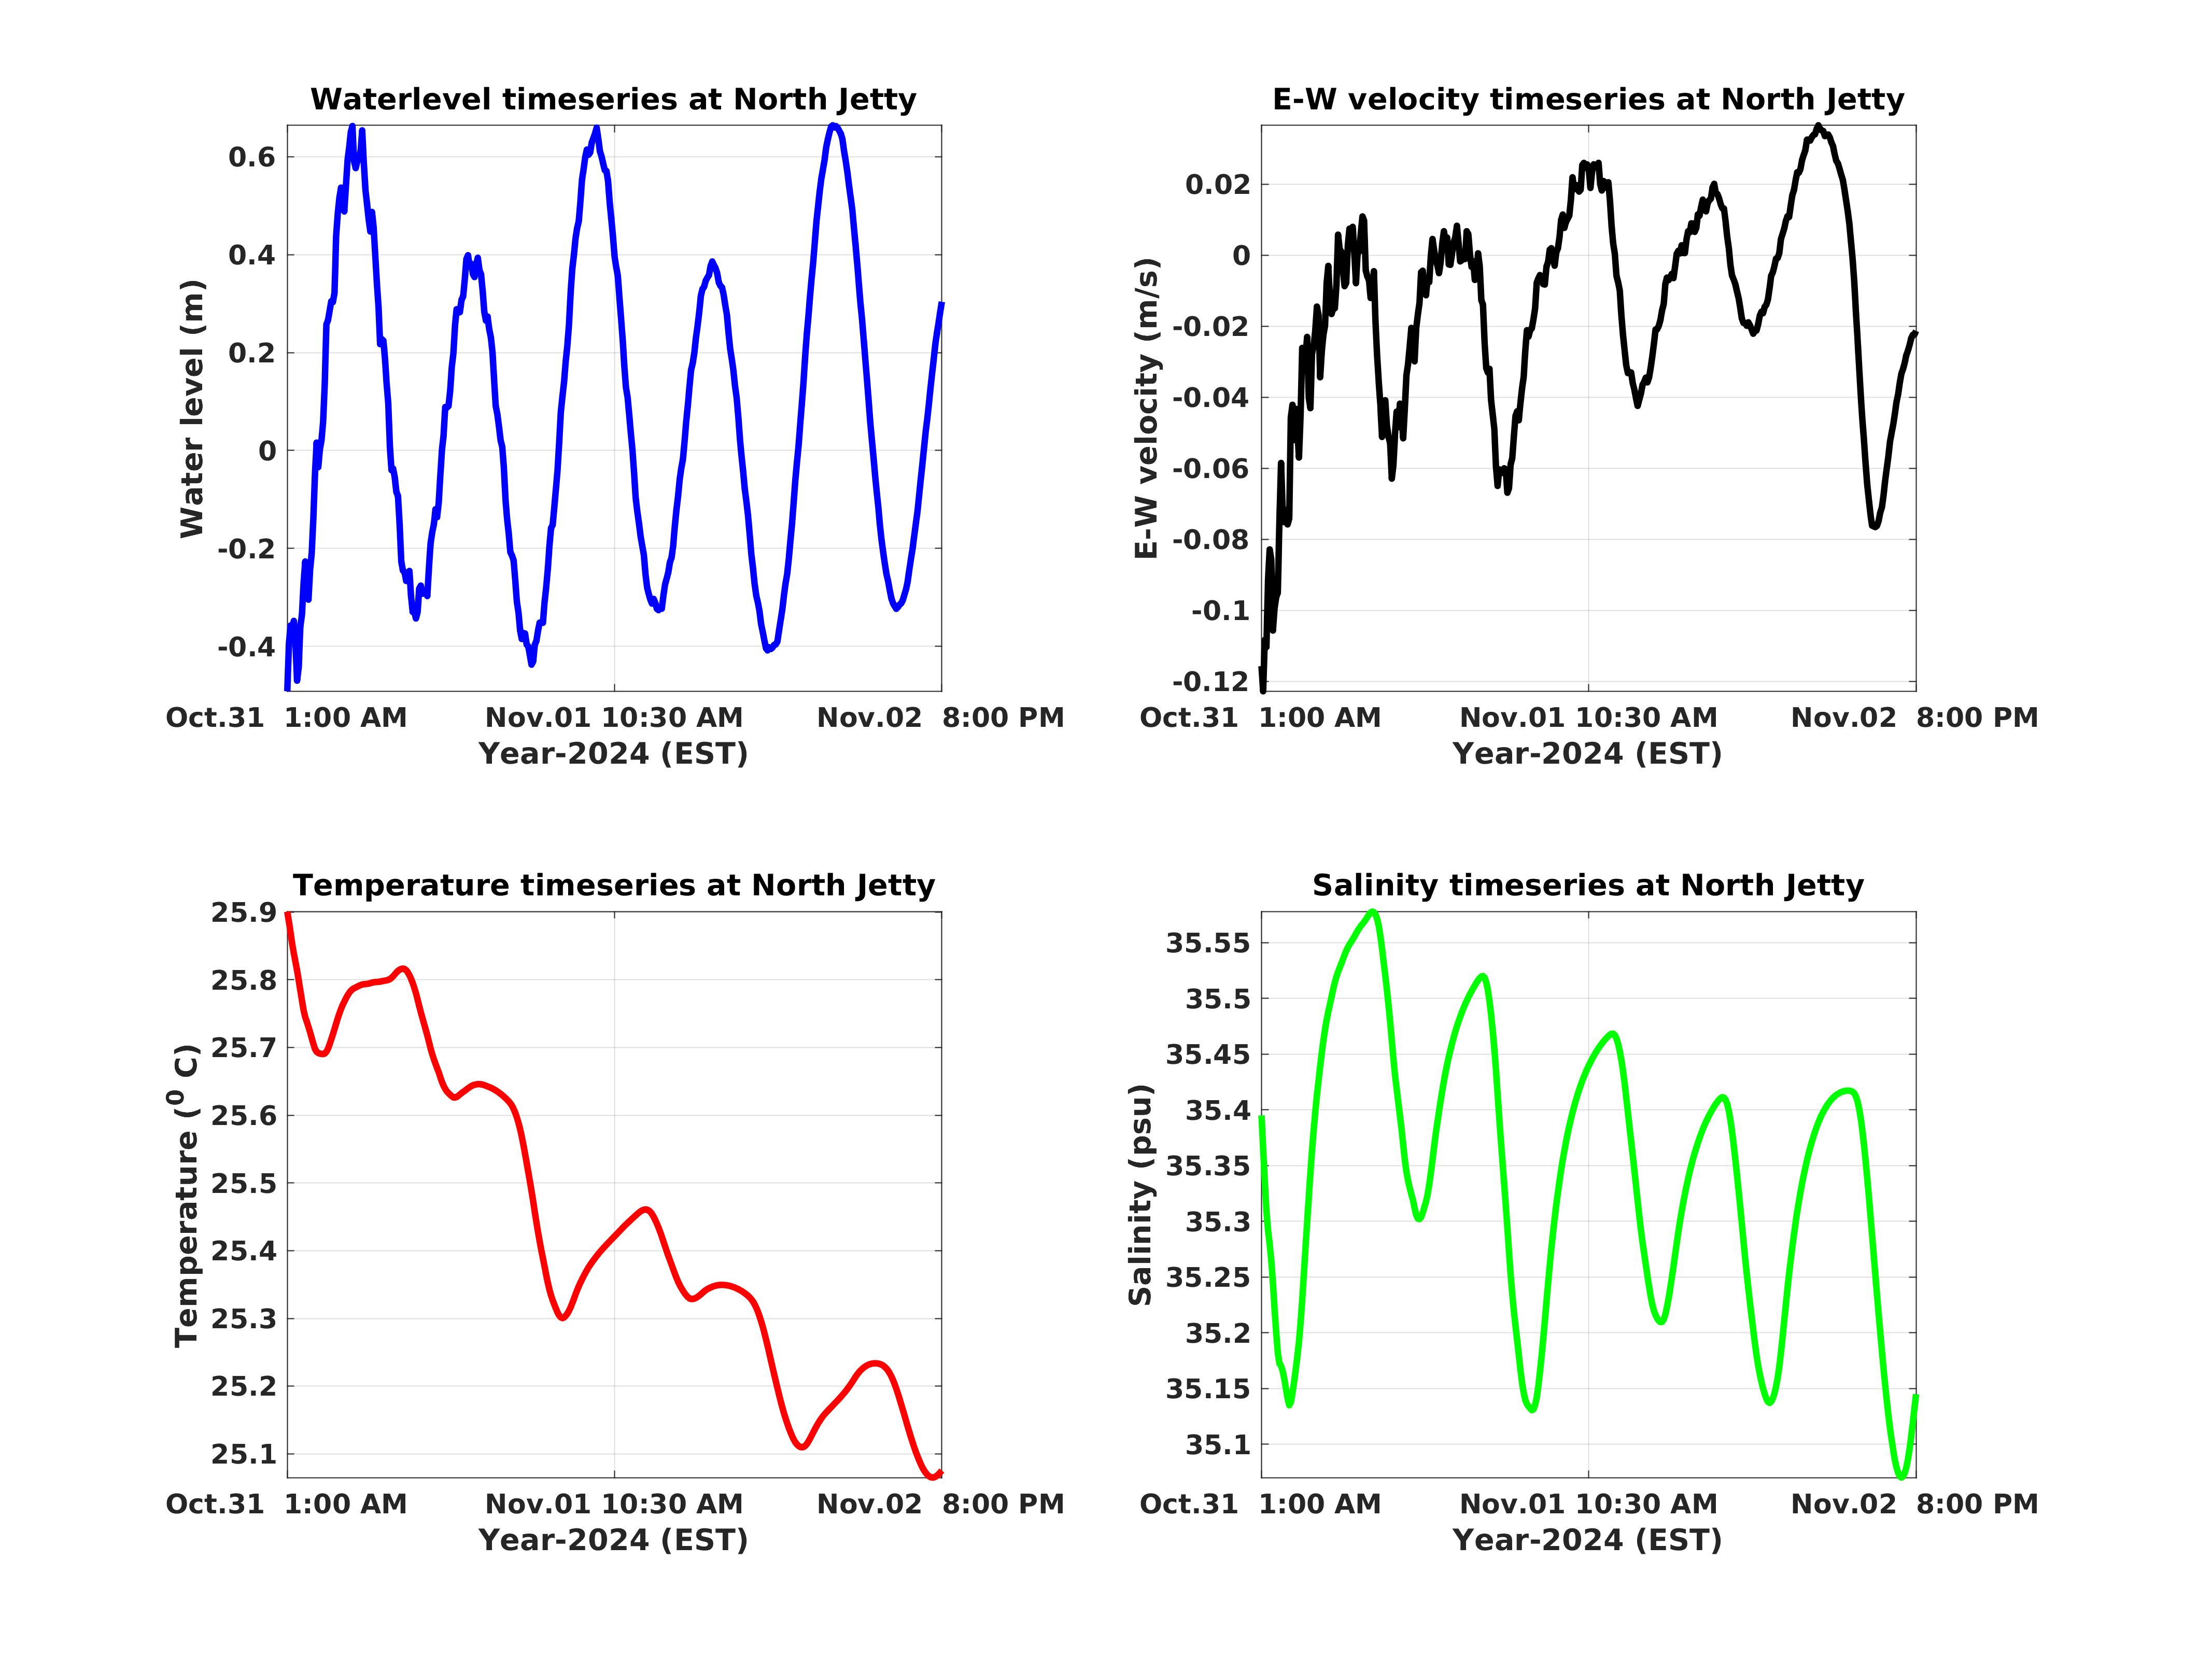 Waterlevel timeseries at North Jetty
Water level (m)
0.6
0.4
0.2
0
-0.2
-0.4
Oct.31 1:00 AM
Nov.01 10:30 AM
Nov.02 8:00 PM
Year-2024 (EST)
E-W velocity timeseries at North Jetty
E-W velocity (m/s)
0.02
0
-0.02
-0.04
-0.06
-0.08
-0.1
-0.12
Oct.31 1:00 AM
Nov.01 10:30 AM
Nov.02 8:00 PM
Year-2024 (EST)
Temperature timeseries at North Jetty
Temperature (⁰ C)
25.9
25.8
25.7
25.6
25.5
25.4
25.3
25.2
25.1
Oct.31 1:00 AM
Nov.01 10:30 AM
Nov.02 8:00 PM
Year-2024 (EST)
Salinity timeseries at North Jetty
Salinity (psu)
35.55
35.5
35.45
35.4
35.35
35.3
35.25
35.2
35.15
35.1
Oct.31 1:00 AM
Nov.01 10:30 AM
Nov.02 8:00 PM
Year-2024 (EST)